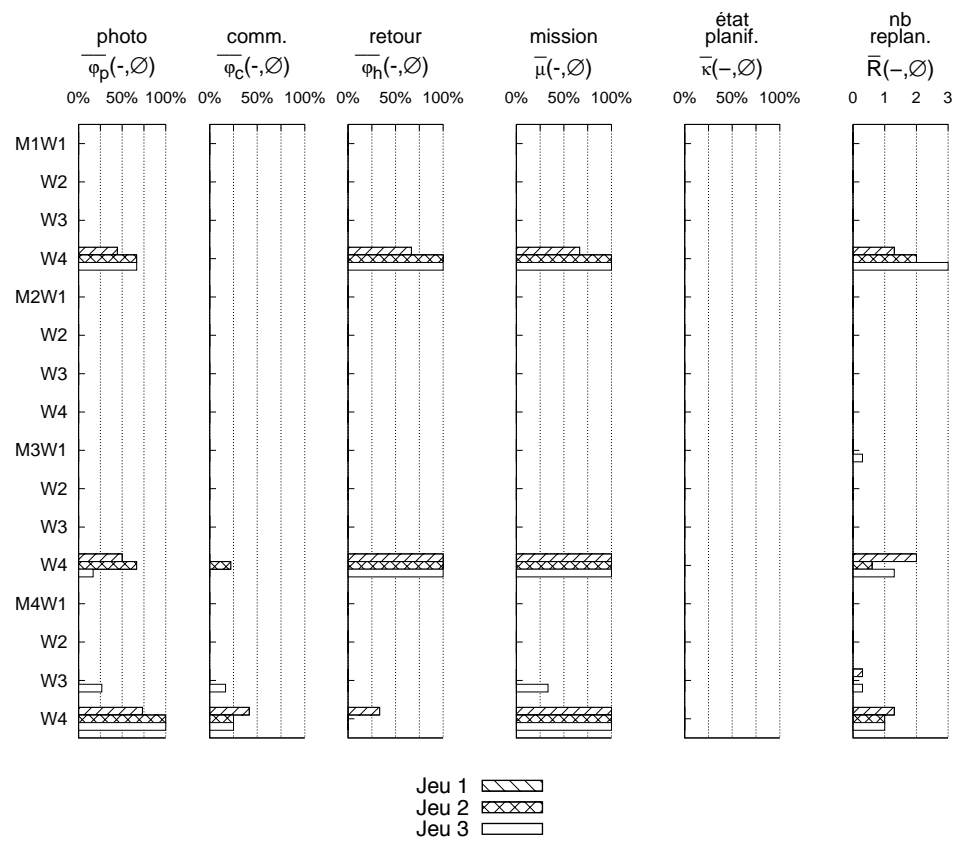 état nb
photo comm. retour mission planif. replan.
φp(-,∅) φc(-,∅) φh(-,∅) μ(-,∅) κ(−,∅) R(−,∅)
0% 50% 100% 0% 50% 100% 0% 50% 100% 0% 50% 100% 0% 50% 100% 0 1 2 3
M1W1
W2
W3
W4
M2W1
W2
W3
W4
M3W1
W2
W3
W4
M4W1
W2
W3
W4
Jeu 1
Jeu 2
Jeu 3